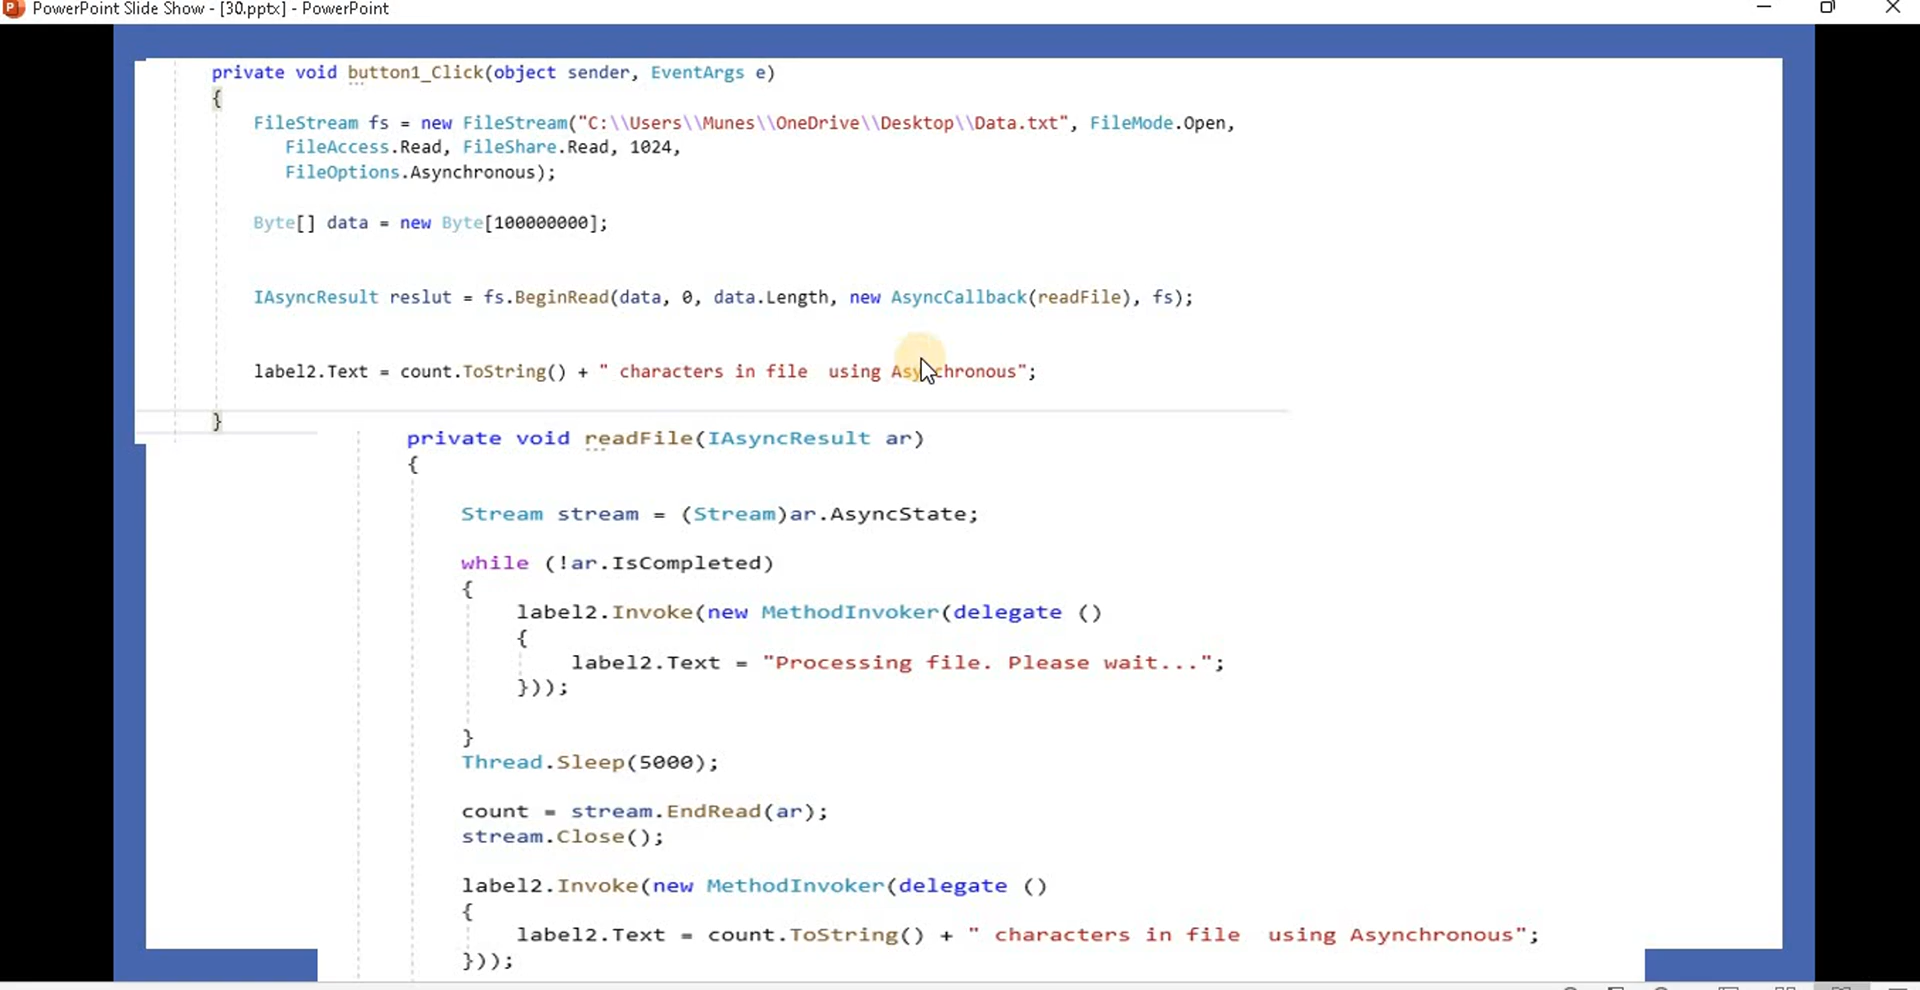 PowerPoint Slide Show - [30.pptx] - PowerPoint
private void button1_Click(object sender, EventArgs e)
{
FileStream fs = new FileStream("C:\\Users\\Munes\\OneDrive\\Desktop\\Data.txt", FileMode.Open,
FileAccess.Read, FileShare.Read, 1024,
FileOptions.Asynchronous);
Byte[] data = new Byte[100000000];
IAsyncResult reslut = fs.BeginRead(data, 0, data.Length, new AsyncCallback(readFile), fs);
label2.Text = count.ToString() + " characters in file  using Asynchronous";
}
private void readFile(IAsyncResult ar)
{
Stream stream = (Stream)ar.AsyncState;
while (!ar.IsCompleted)
{
label2.Invoke(new MethodInvoker(delegate ()
{
label2.Text = "Processing file. Please wait...";
}));
}
Thread.Sleep(5000);
count = stream.EndRead(ar);
stream.Close();
label2.Invoke(new MethodInvoker(delegate ()
{
label2.Text = count.ToString() + " characters in file  using Asynchronous";
}));